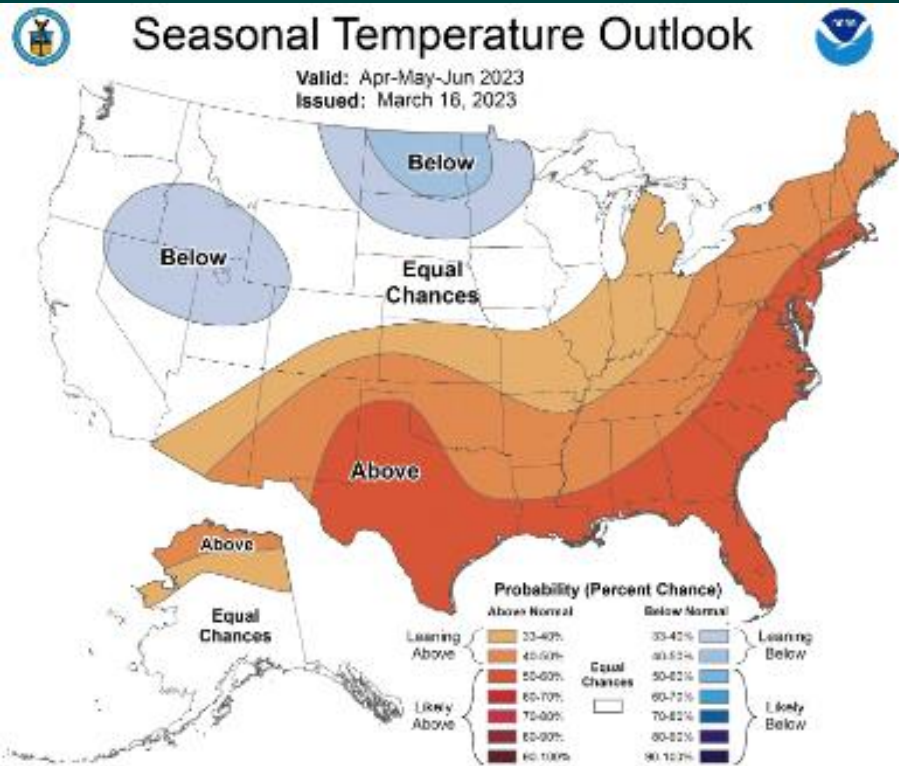 Seasonal Temperature Outlook
Valid: Apr-May-Jun 2023
Issued: March 16, 2023
Below
Below
Equal
Chances
Above
Above
Equal
Chances
Probability (Percent Chance)
Above Normal
Below Normal
Leaning
Above
33-40%
40-50%
Likely
Above
50-60%
60-70%
70-80%
80-90%
Equal
Chances
33-40%
40-50%
Leaning
Below
50-60%
60-70%
70-80%
80-90%
90-100%
Likely
Below